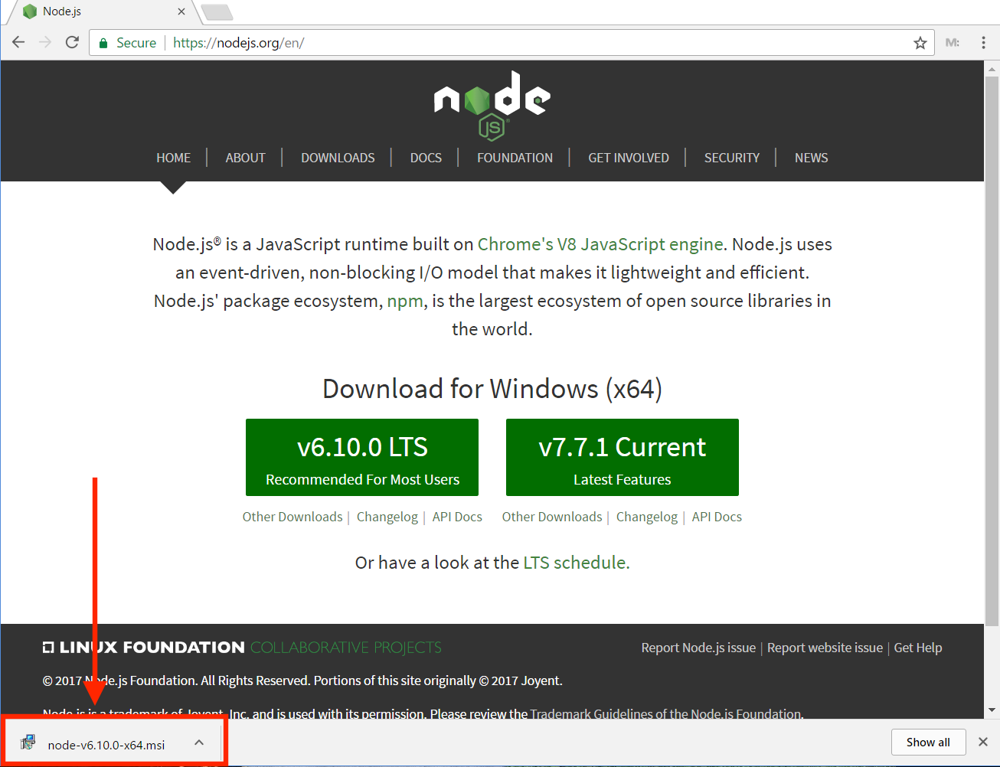 Node.js
Secure https://nodejs.org/en/
M:
node
JS
HOME ABOUT DOWNLOADS DOCS FOUNDATION GET INVOLVED SECURITY NEWS
Node.js® is a JavaScript runtime built on Chrome's V8 JavaScript engine. Node.js uses
an event-driven, non-blocking I/O model that makes it lightweight and efficient.
Node.js' package ecosystem, npm, is the largest ecosystem of open source libraries in
the world.
Download for Windows (x64)
v6.10.0 LTS
Recommended For Most Users
v7.7.1 Current
Latest Features
Other Downloads | Changelog | API Docs
Other Downloads | Changelog | API Docs
Or have a look at the LTS schedule.
LINUX FOUNDATION COLLABORATIVE PROJECTS
Report Node.js issue | Report website issue | Get Help
© 2017 Node.js Foundation. All Rights Reserved. Portions of this site originally © 2017 Joyent.
Node.js is a trademark of Joyent, Inc. and is used with its permission. Please review the Trademark Guidelines of the Node.js Foundation.
node-v6.10.0-x64.msi
Show all